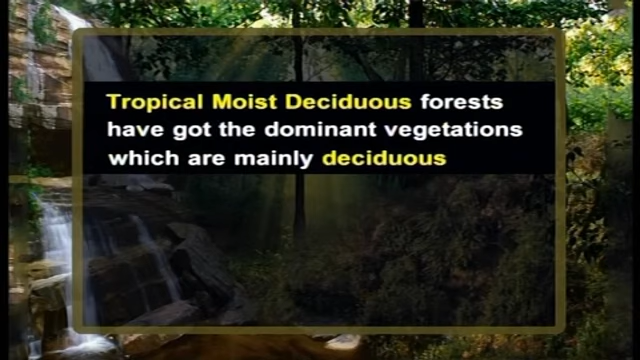 Tropical Moist Deciduous forests
have got the dominant vegetations
which are mainly deciduous